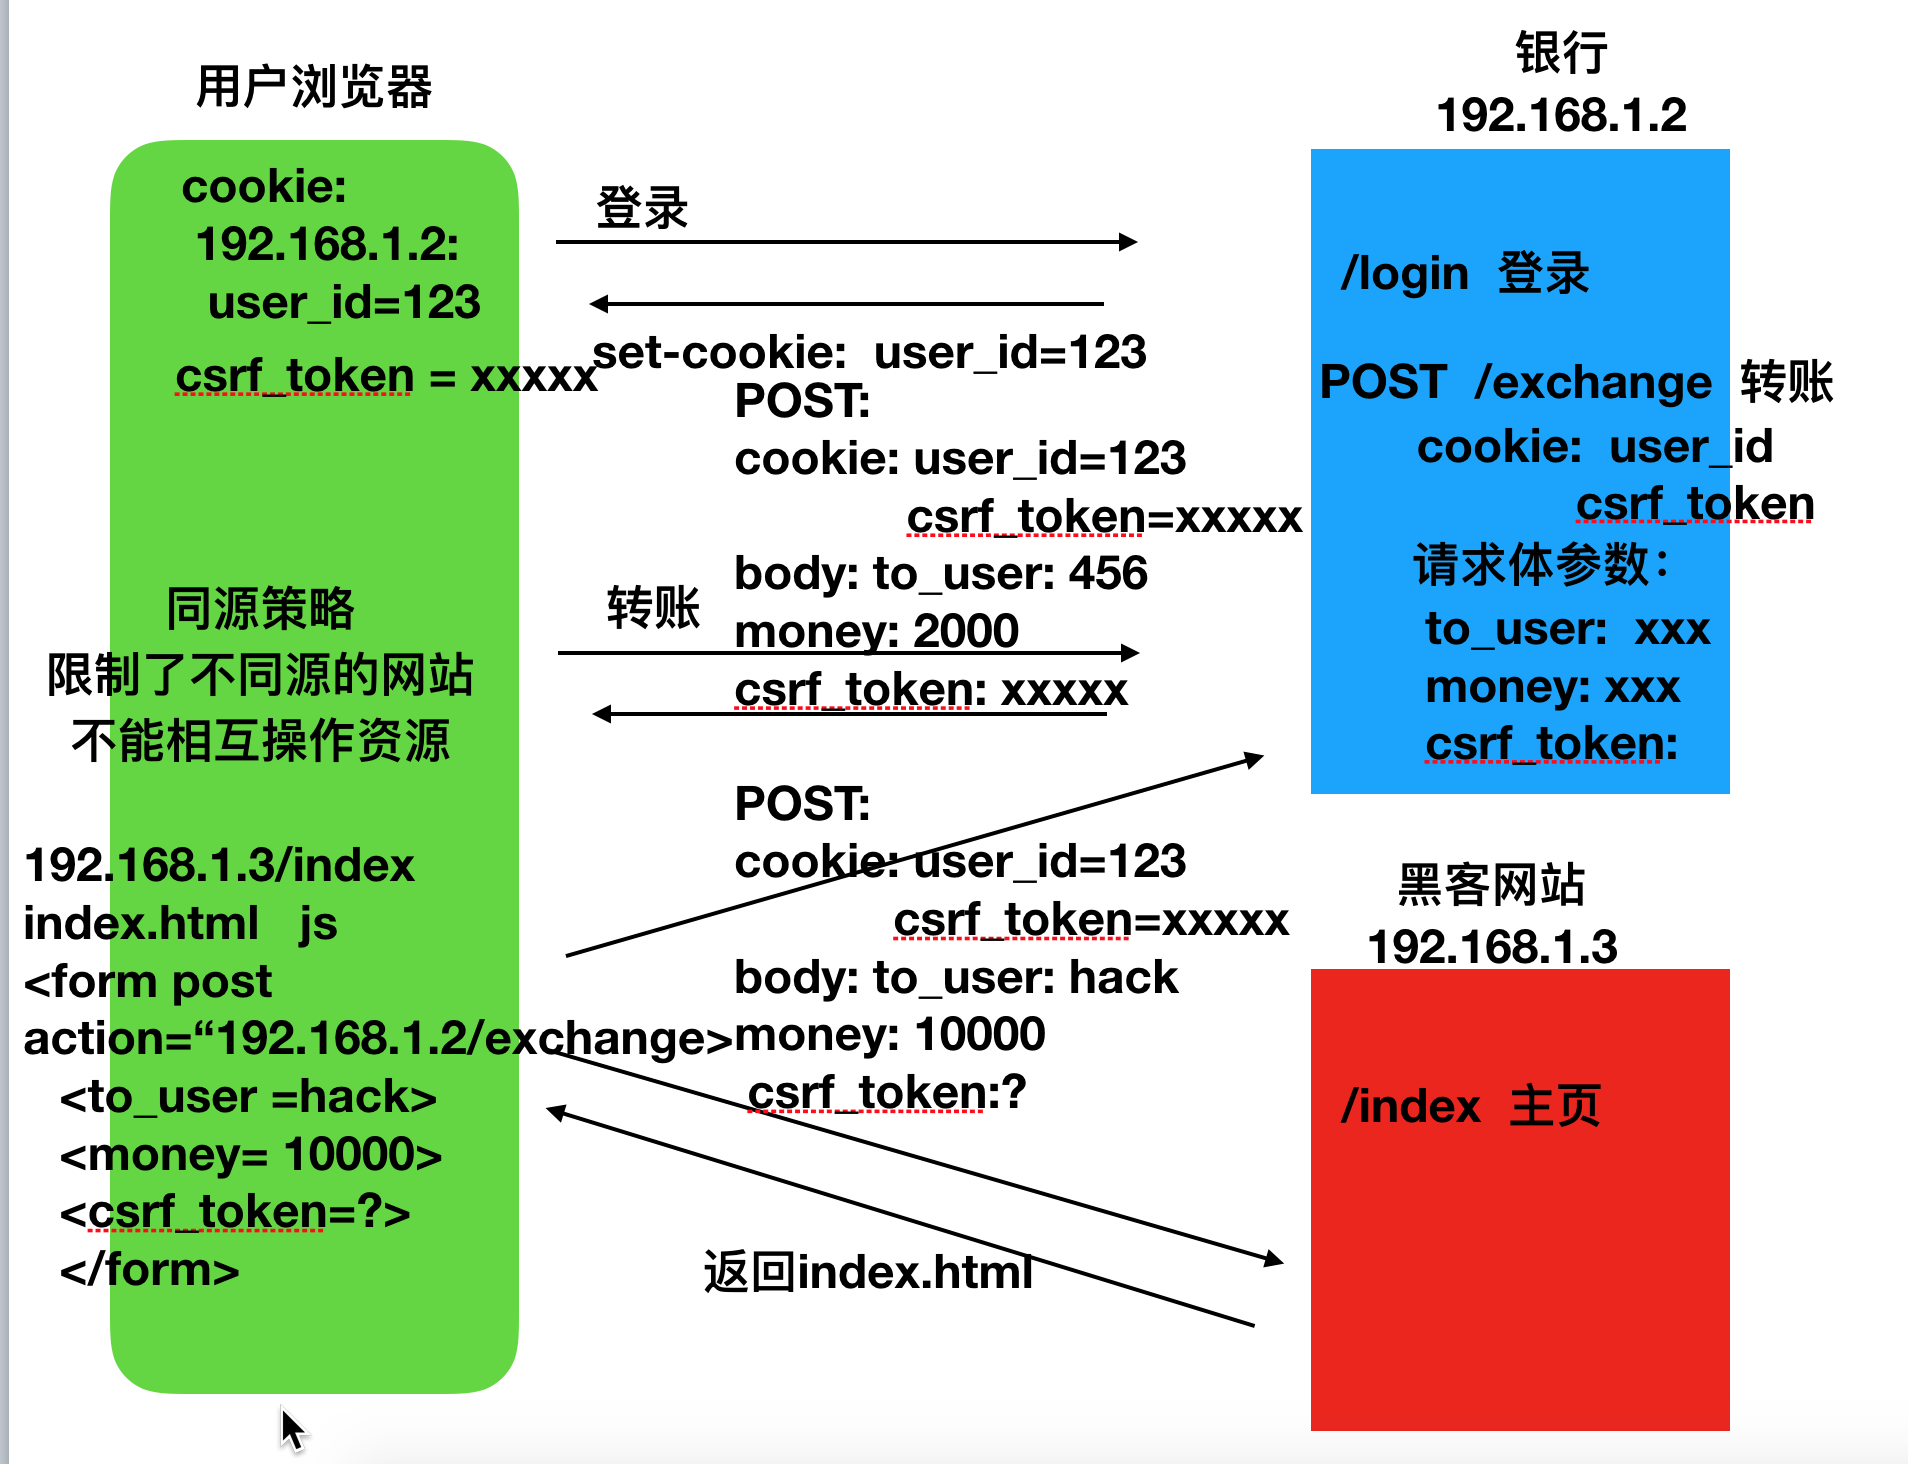 用户浏览器
cookie:
192.168.1.2:
user_id=123
csrf_token = xxxxx
同源策略
限制了不同源的网站
不能相互操作资源
192.168.1.3/index
index.html js
<form post
action=“192.168.1.2/exchange>
<to_user =hack>
<money= 10000>
<csrf_token=?>
</form>
登录
set-cookie: user_id=123
POST:
cookie: user_id=123
csrf_token=xxxxx
body: to_user: 456
money: 2000
csrf_token: xxxxx
转账
POST:
cookie: user_id=123
csrf_token=xxxxx
body: to_user: hack
money: 10000
csrf_token:?
返回index.html
银行
192.168.1.2
/login 登录
POST /exchange 转账
cookie: user_id
csrf_token
请求体参数：
to_user: xxx
money: xxx
csrf_token:
黑客网站
192.168.1.3
/index 主页